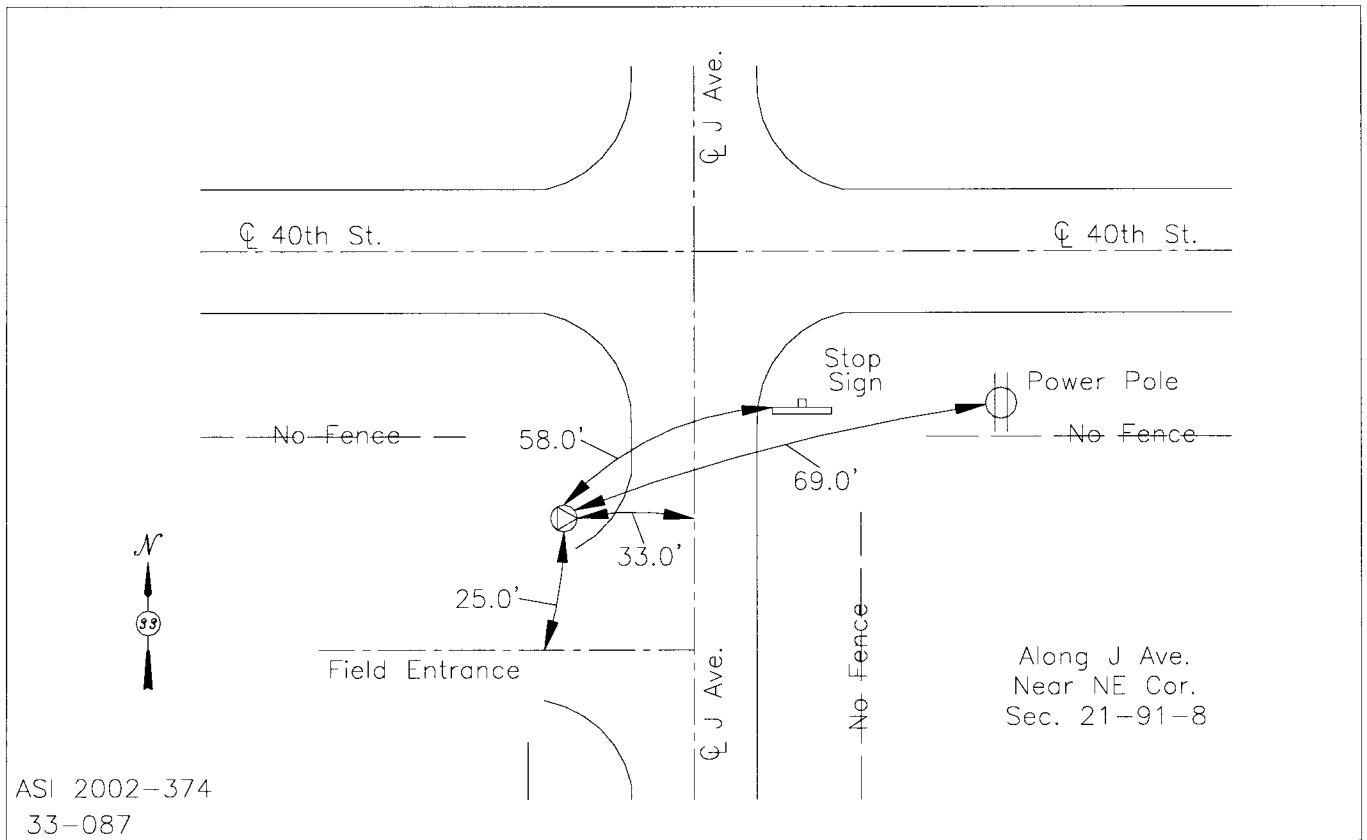 ℄ J Ave.
℄ 40th St.
℄ 40th St.
Stop
Sign
Power Pole
No Fence
No Fence
58.0'
69.0'
33.0'
25.0'
N
33
Field Entrance
℄ J Ave.
No Fence
Along J Ave.
Near NE Cor.
Sec. 21-91-8
ASI 2002-374
33-087